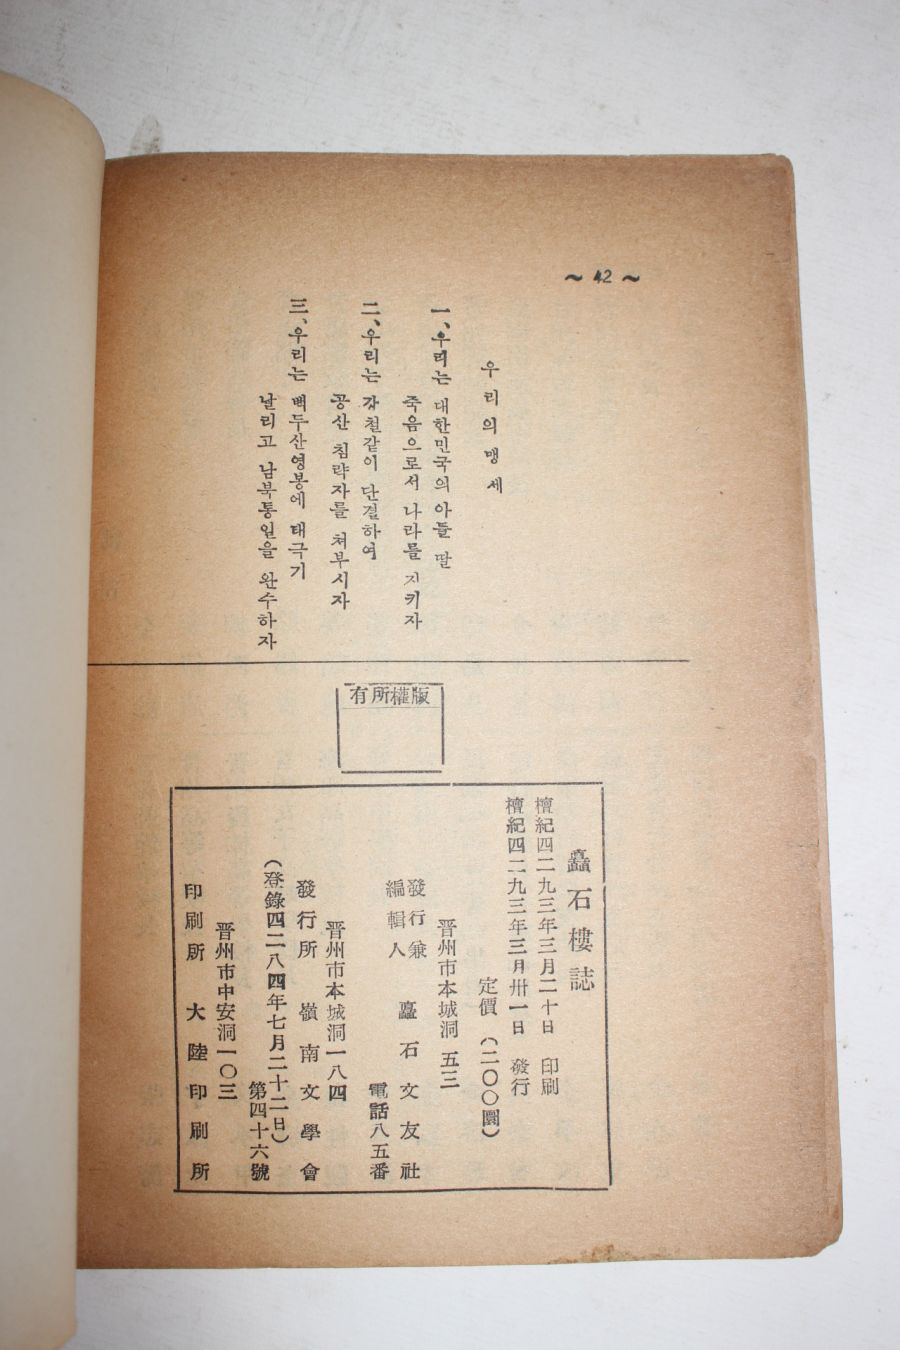 ~ 42 ~
우리의맹세
一、우리는 대한민국의 아들 딸
죽음으로서 나라를 지키자
二、우리는 강철같이 단결하여
공산 침략자를 쳐부시자
三、우리는 백두산영봉에 태극기
날리고 남북통일을 완수하자
有所權版
矗石樓誌
檀紀四二九三年三月二十日 印刷
檀紀四二九三年三月卅一日 發行
定價 (二〇〇圜)
晋州市本城洞 五三
發行兼
編輯人 矗石文友社
電話八五番
晋州市本城洞一八四
發行所 嶺南文學會
(登錄四二八四年七月二十二日)
第四十六號
晋州市中安洞一〇三
印刷所 大陸印刷所